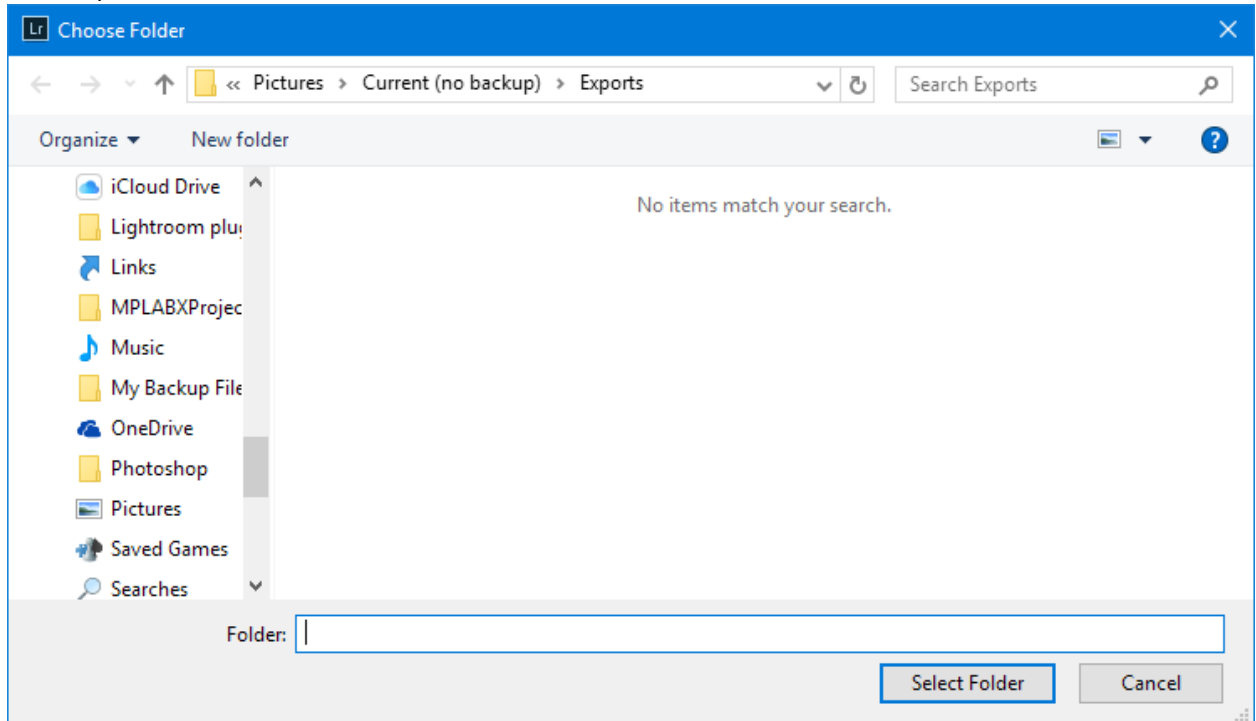 Lr Choose Folder
« Pictures > Current (no backup) > Exports
Search Exports
Organize New folder
?
iCloud Drive
No items match your search.
Lightroom plug
Links
MPLABXProjec
Music
My Backup File
OneDrive
Photoshop
Pictures
Saved Games
Searches
Folder:
Select Folder Cancel